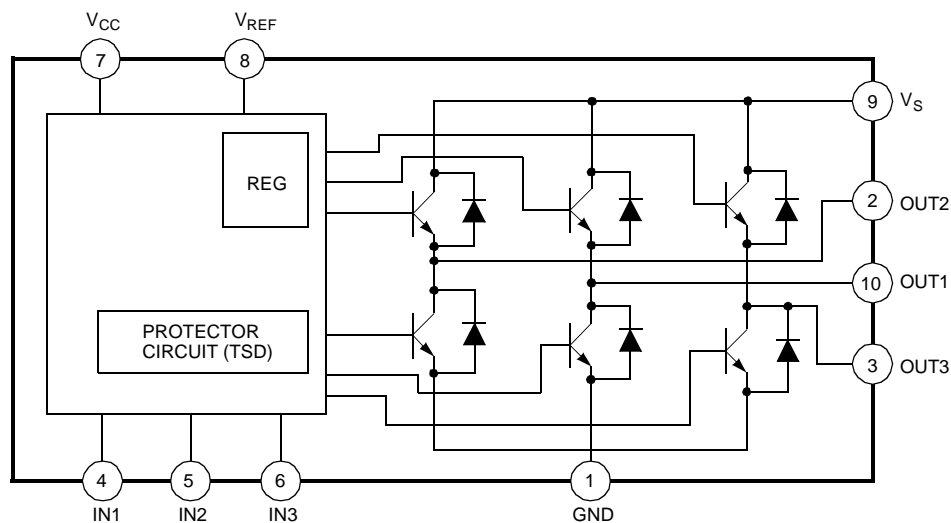 VCC
VREF
7
8
9
VS
REG
2
OUT2
10
OUT1
PROTECTOR
CIRCUIT (TSD)
3
OUT3
4
5
6
1
IN1
IN2
IN3
GND